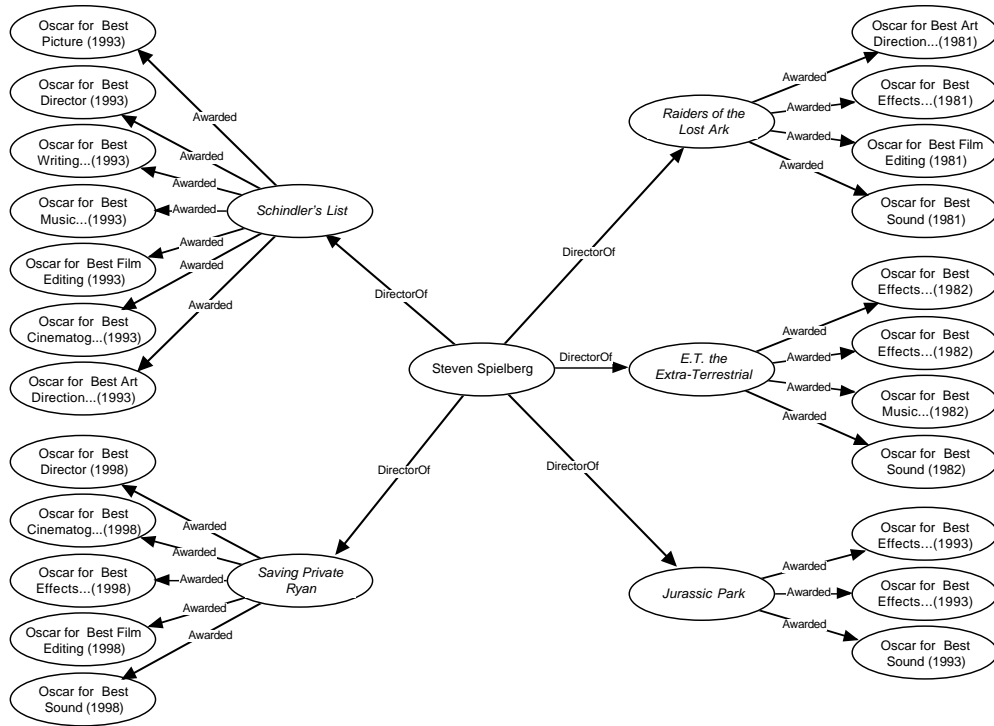 Oscar for Best
Picture (1993)
Oscar for Best
Director (1993)
Oscar for Best
Writing...(1993)
Oscar for Best
Music...(1993)
Oscar for Best Film
Editing (1993)
Oscar for Best
Cinematog...(1993)
Oscar for Best Art
Direction...(1993)
Awarded
Awarded
Awarded
Awarded
Awarded
Awarded
Awarded
Schindler's List
DirectorOf
Oscar for Best Art
Direction...(1981)
Oscar for Best
Effects...(1981)
Oscar for Best Film
Editing (1981)
Oscar for Best
Sound (1981)
Awarded
Awarded
Awarded
Awarded
Raiders of the
Lost Ark
DirectorOf
Steven Spielberg
DirectorOf
E.T. the
Extra-Terrestrial
Awarded
Awarded
Awarded
Awarded
Oscar for Best
Effects...(1982)
Oscar for Best
Effects...(1982)
Oscar for Best
Music...(1982)
Oscar for Best
Sound (1982)
DirectorOf
Saving Private
Ryan
Awarded
Awarded
Awarded
Awarded
Awarded
Oscar for Best
Director (1998)
Oscar for Best
Cinematog...(1998)
Oscar for Best
Effects...(1998)
Oscar for Best Film
Editing (1998)
Oscar for Best
Sound (1998)
DirectorOf
Jurassic Park
Awarded
Awarded
Awarded
Oscar for Best
Effects...(1993)
Oscar for Best
Effects...(1993)
Oscar for Best
Sound (1993)